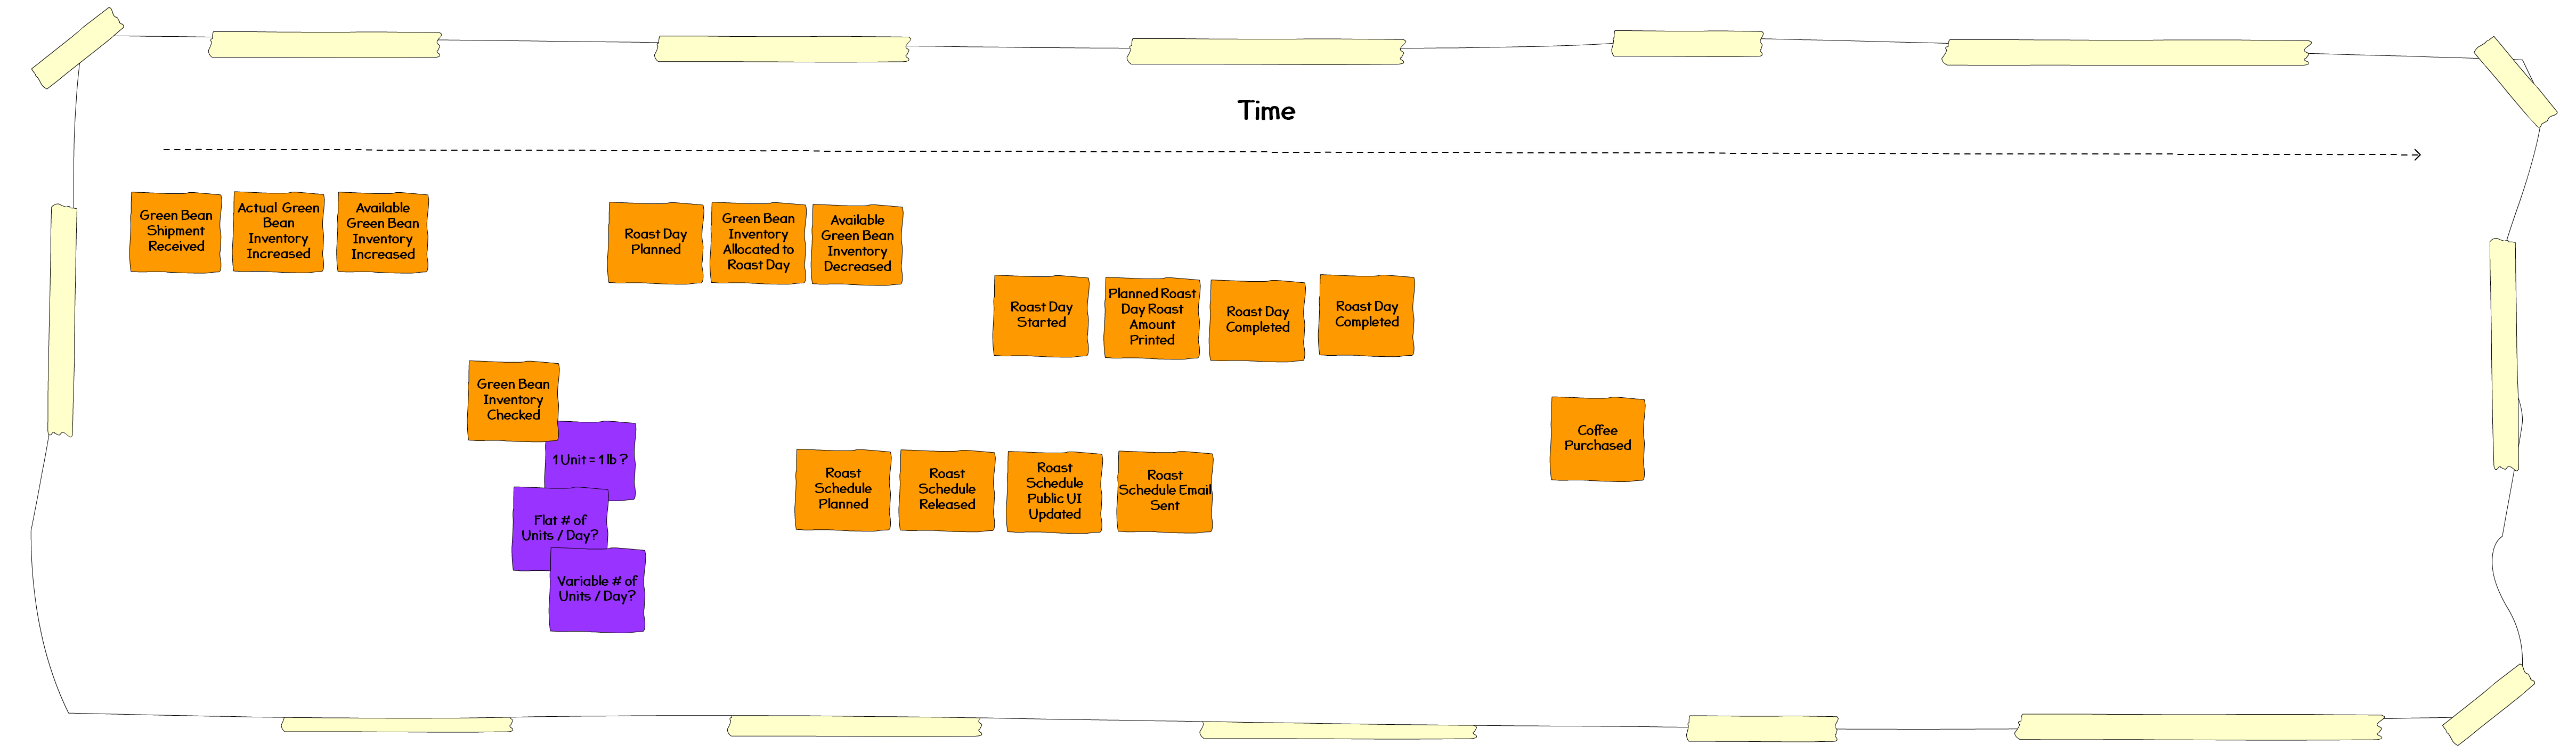 Time
Green Bean
Shipment
Received
Actual Green
Bean
Inventory
Increased
Available
Green Bean
Inventory
Increased
Roast Day
Planned
Green Bean
Inventory
Allocated to
Roast Day
Available
Green Bean
Inventory
Decreased
Roast Day
Started
Planned Roast
Day Roast
Amount
Printed
Roast Day
Completed
Roast Day
Completed
Green Bean
Inventory
Checked
1 Unit = 1 lb ?
Flat # of
Units / Day?
Variable # of
Units / Day?
Roast
Schedule
Planned
Roast
Schedule
Released
Roast
Schedule
Public UI
Updated
Roast
Schedule Email
Sent
Coffee
Purchased